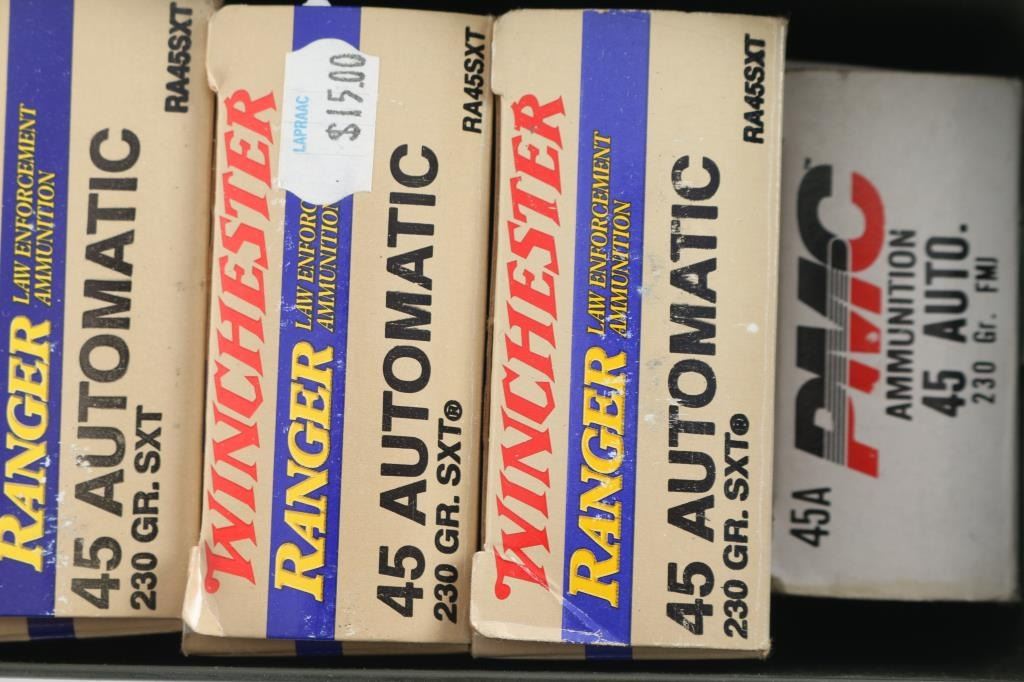 RANGER
LAW ENFORCEMENT
AMMUNITION
45 AUTOMATIC
230 GR. SXT
RA45SXT
WINCHESTER
RANGER
LAW ENFORC
AMMUNITION
45 AUTOMATIC
230 GR. SXT®
RA45SXT
LAPRAAC
$15.00
WINCHESTER
RANGER
LAW ENFORCEMENT
AMMUNITION
45 AUTOMATIC
230 GR. SXT®
RA45SXT
PMC™
AMMUNITION
45 AUTO.
230 Gr. FMJ
45A